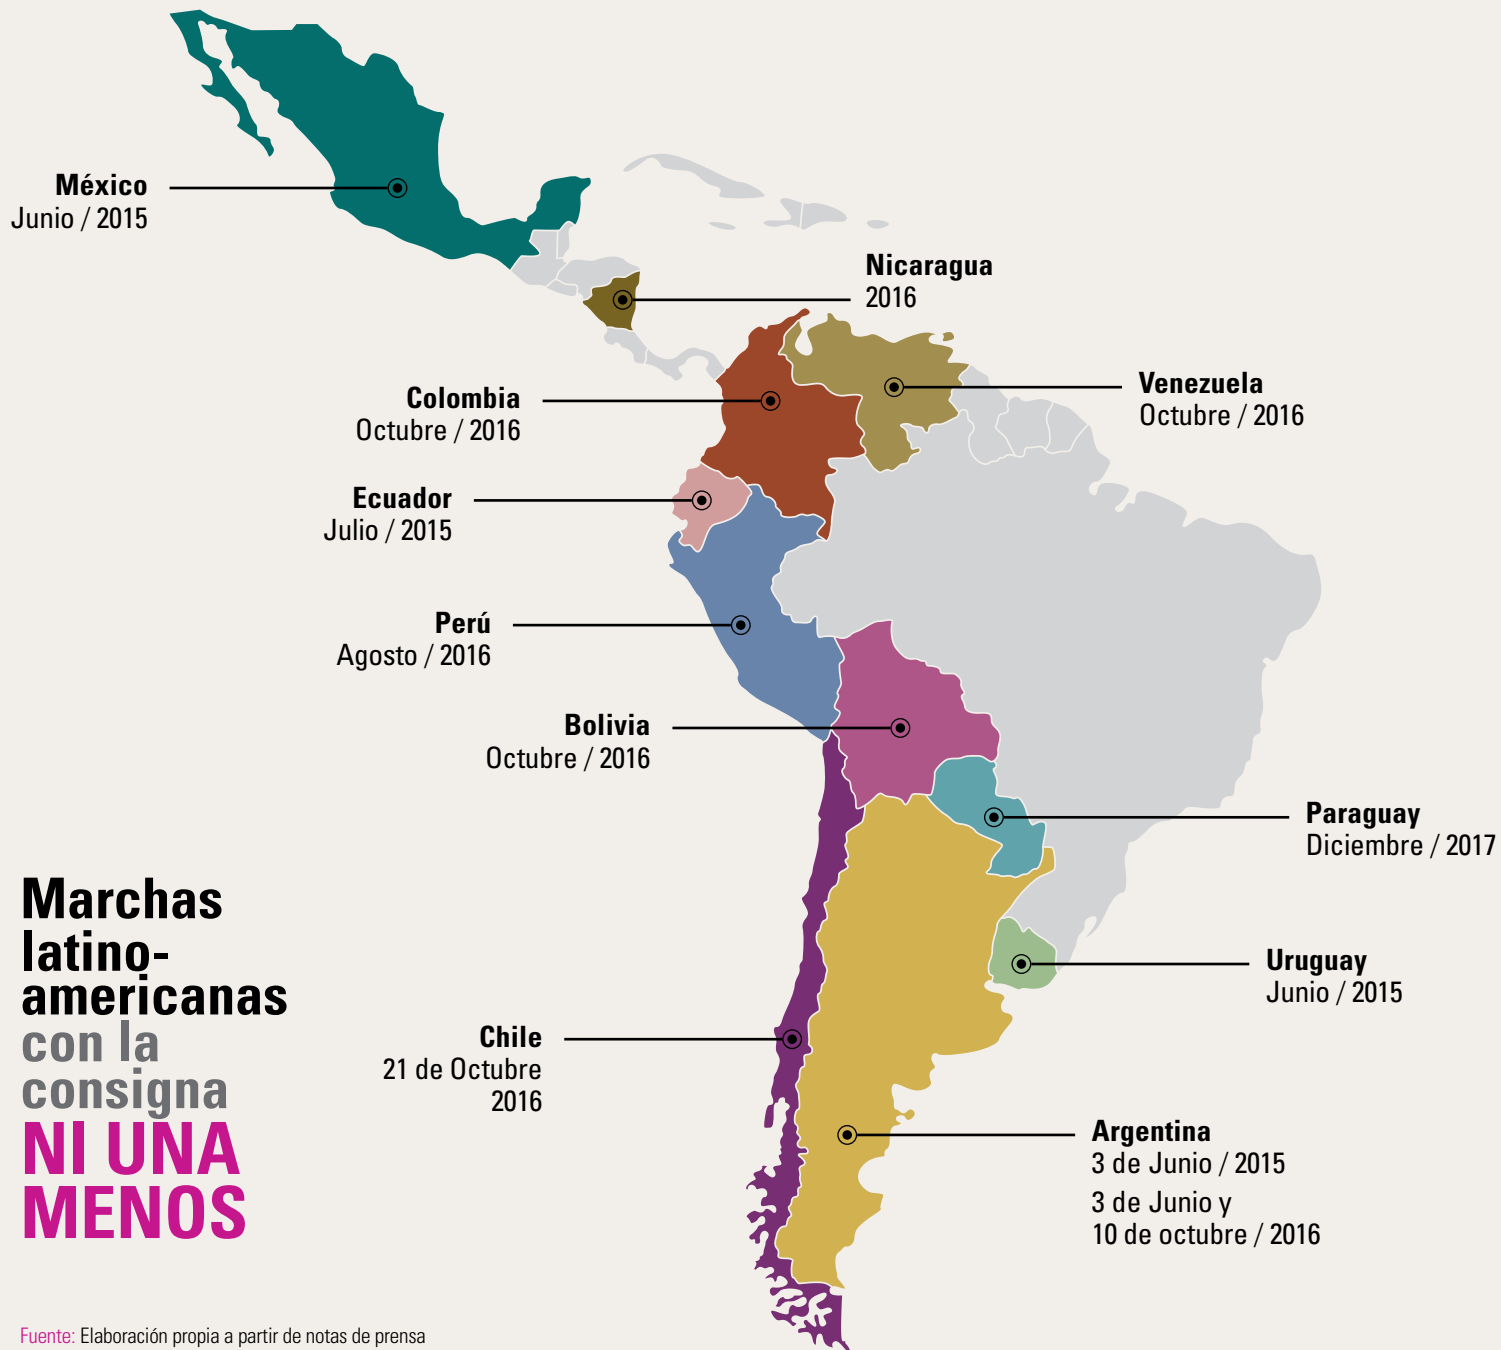 México
Junio / 2015
Nicaragua
2016
Colombia
Octubre / 2016
Venezuela
Octubre / 2016
Ecuador
Julio / 2015
Perú
Agosto / 2016
Bolivia
Octubre / 2016
Paraguay
Diciembre / 2017
Uruguay
Junio / 2015
Chile
21 de Octubre
2016
Argentina
3 de Junio / 2015
3 de Junio y
10 de octubre / 2016
Marchas
latino-
americanas
con la
consigna
NI UNA
MENOS
Fuente: Elaboración propia a partir de notas de prensa